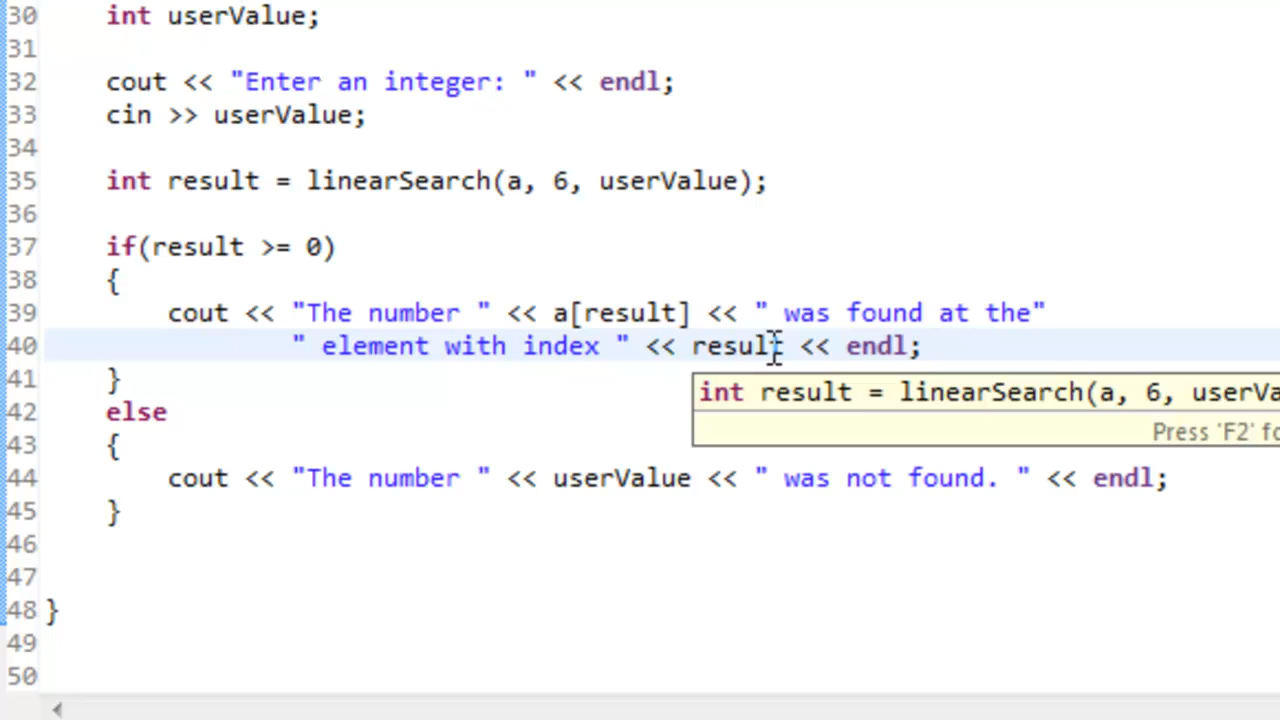 30 int userValue;
31
32 cout << "Enter an integer: " << endl;
33 cin >> userValue;
34
35 int result = linearSearch(a, 6, userValue);
36
37 if(result >= 0)
38 {
39 cout << "The number " << a[result] << " was found at the"
40 " element with index " << result << endl;
41 }
int result = linearSearch(a, 6, userVa
42 else
Press 'F2' fo
43 {
44 cout << "The number " << userValue << " was not found. " << endl;
45 }
46
47
48 }
49
50